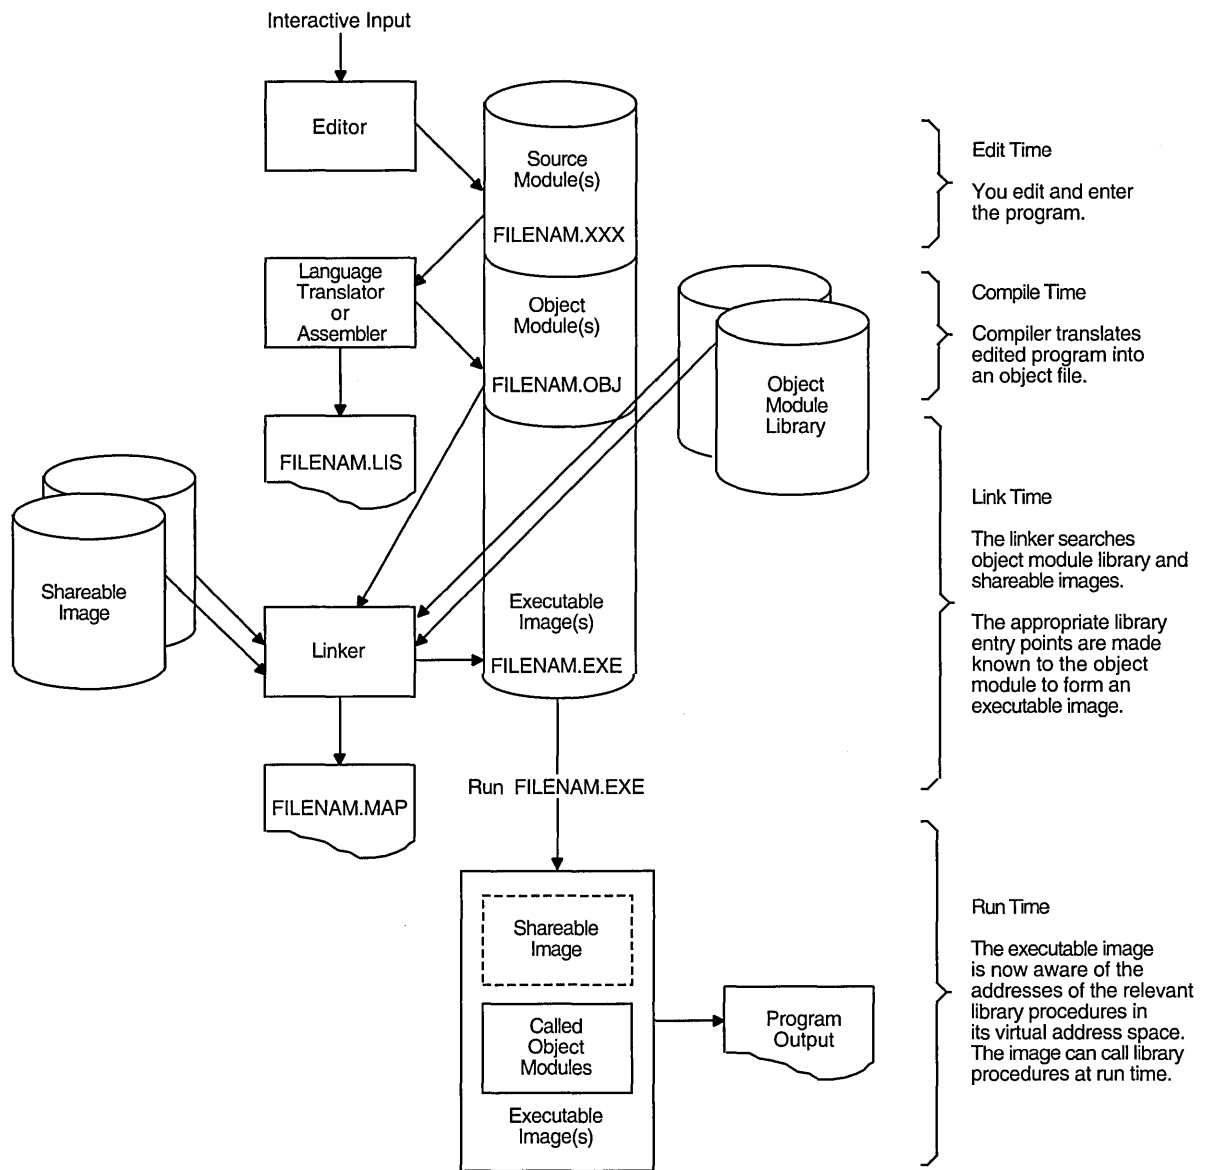 Interactive Input
Editor
Source
Module(s)
FILENAM.XXX
Language
Translator
or
Assembler
Object
Module(s)
FILENAM.OBJ
FILENAM.LIS
Object
Module
Library
Shareable
Image
Linker
Executable
Image(s)
FILENAM.EXE
FILENAM.MAP
Run FILENAM.EXE
Shareable
Image
Called
Object
Modules
Executable
Image(s)
Program
Output
Edit Time
You edit and enter
the program.
Compile Time
Compiler translates
edited program into
an object file.
Link Time
The linker searches
object module library and
shareable images.
The appropriate library
entry points are made
known to the object
module to form an
executable image.
Run Time
The executable image
is now aware of the
addresses of the relevant
library procedures in
its virtual address space.
The image can call library
procedures at run time.